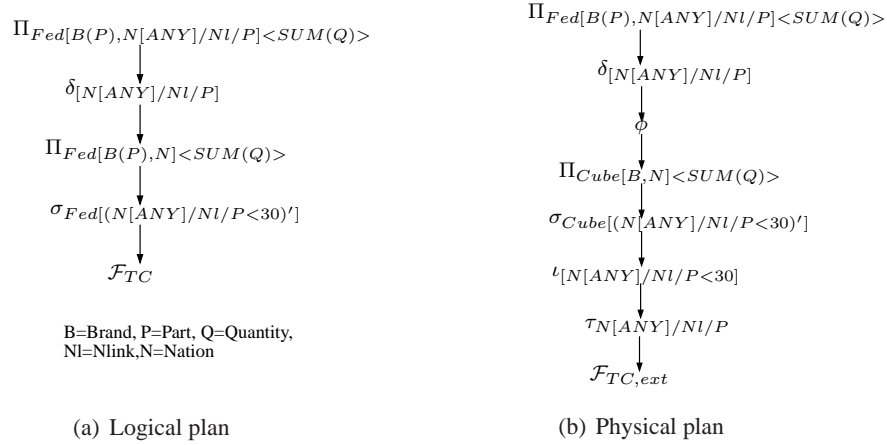 Π_{Fed[B(P),N[ANY]/Nl/P]<SUM(Q)>}
δ_{[N[ANY]/Nl/P]}
Π_{Fed[B(P),N]<SUM(Q)>}
σ_{Fed[(N[ANY]/Nl/P<30)′]}
ℱ_{TC}
B=Brand, P=Part, Q=Quantity,
Nl=Nlink,N=Nation
(a) Logical plan
Π_{Fed[B(P),N[ANY]/Nl/P]<SUM(Q)>}
δ_{[N[ANY]/Nl/P]}
φ
Π_{Cube[B,N]<SUM(Q)>}
σ_{Cube[(N[ANY]/Nl/P<30)′]}
ι_{[N[ANY]/Nl/P<30]}
τ_{N[ANY]/Nl/P}
ℱ_{TC,ext}
(b) Physical plan